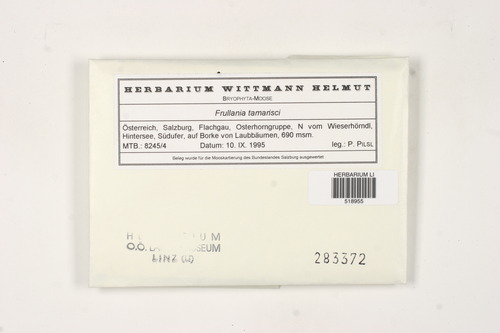 HERBARIUM WITTMANN HELMUT
BRYOPHYTA-MOOSE
Frullania tamarisci
Österreich, Salzburg, Flachgau, Osterhorngruppe, N vom Wieserhörndl,
Hintersee, Südufer, auf Borke von Laubbäumen, 690 msm.
MTB.: 8245/4 Datum: 10. IX. 1995 leg.: P. PILSL
Beleg wurde für die Mooskartierung des Bundeslandes Salzburg ausgewertet
HERBARIUM LI
518955
O.Ö.
LINZ
283372